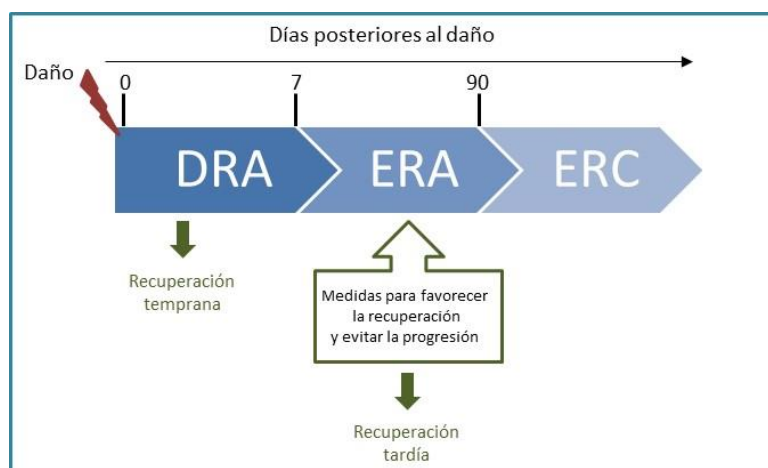 Días posteriores al daño
Daño
0 7 90
DRA ERA ERC
Recuperación
temprana
Medidas para favorecer
la recuperación
y evitar la progresión
Recuperación
tardía